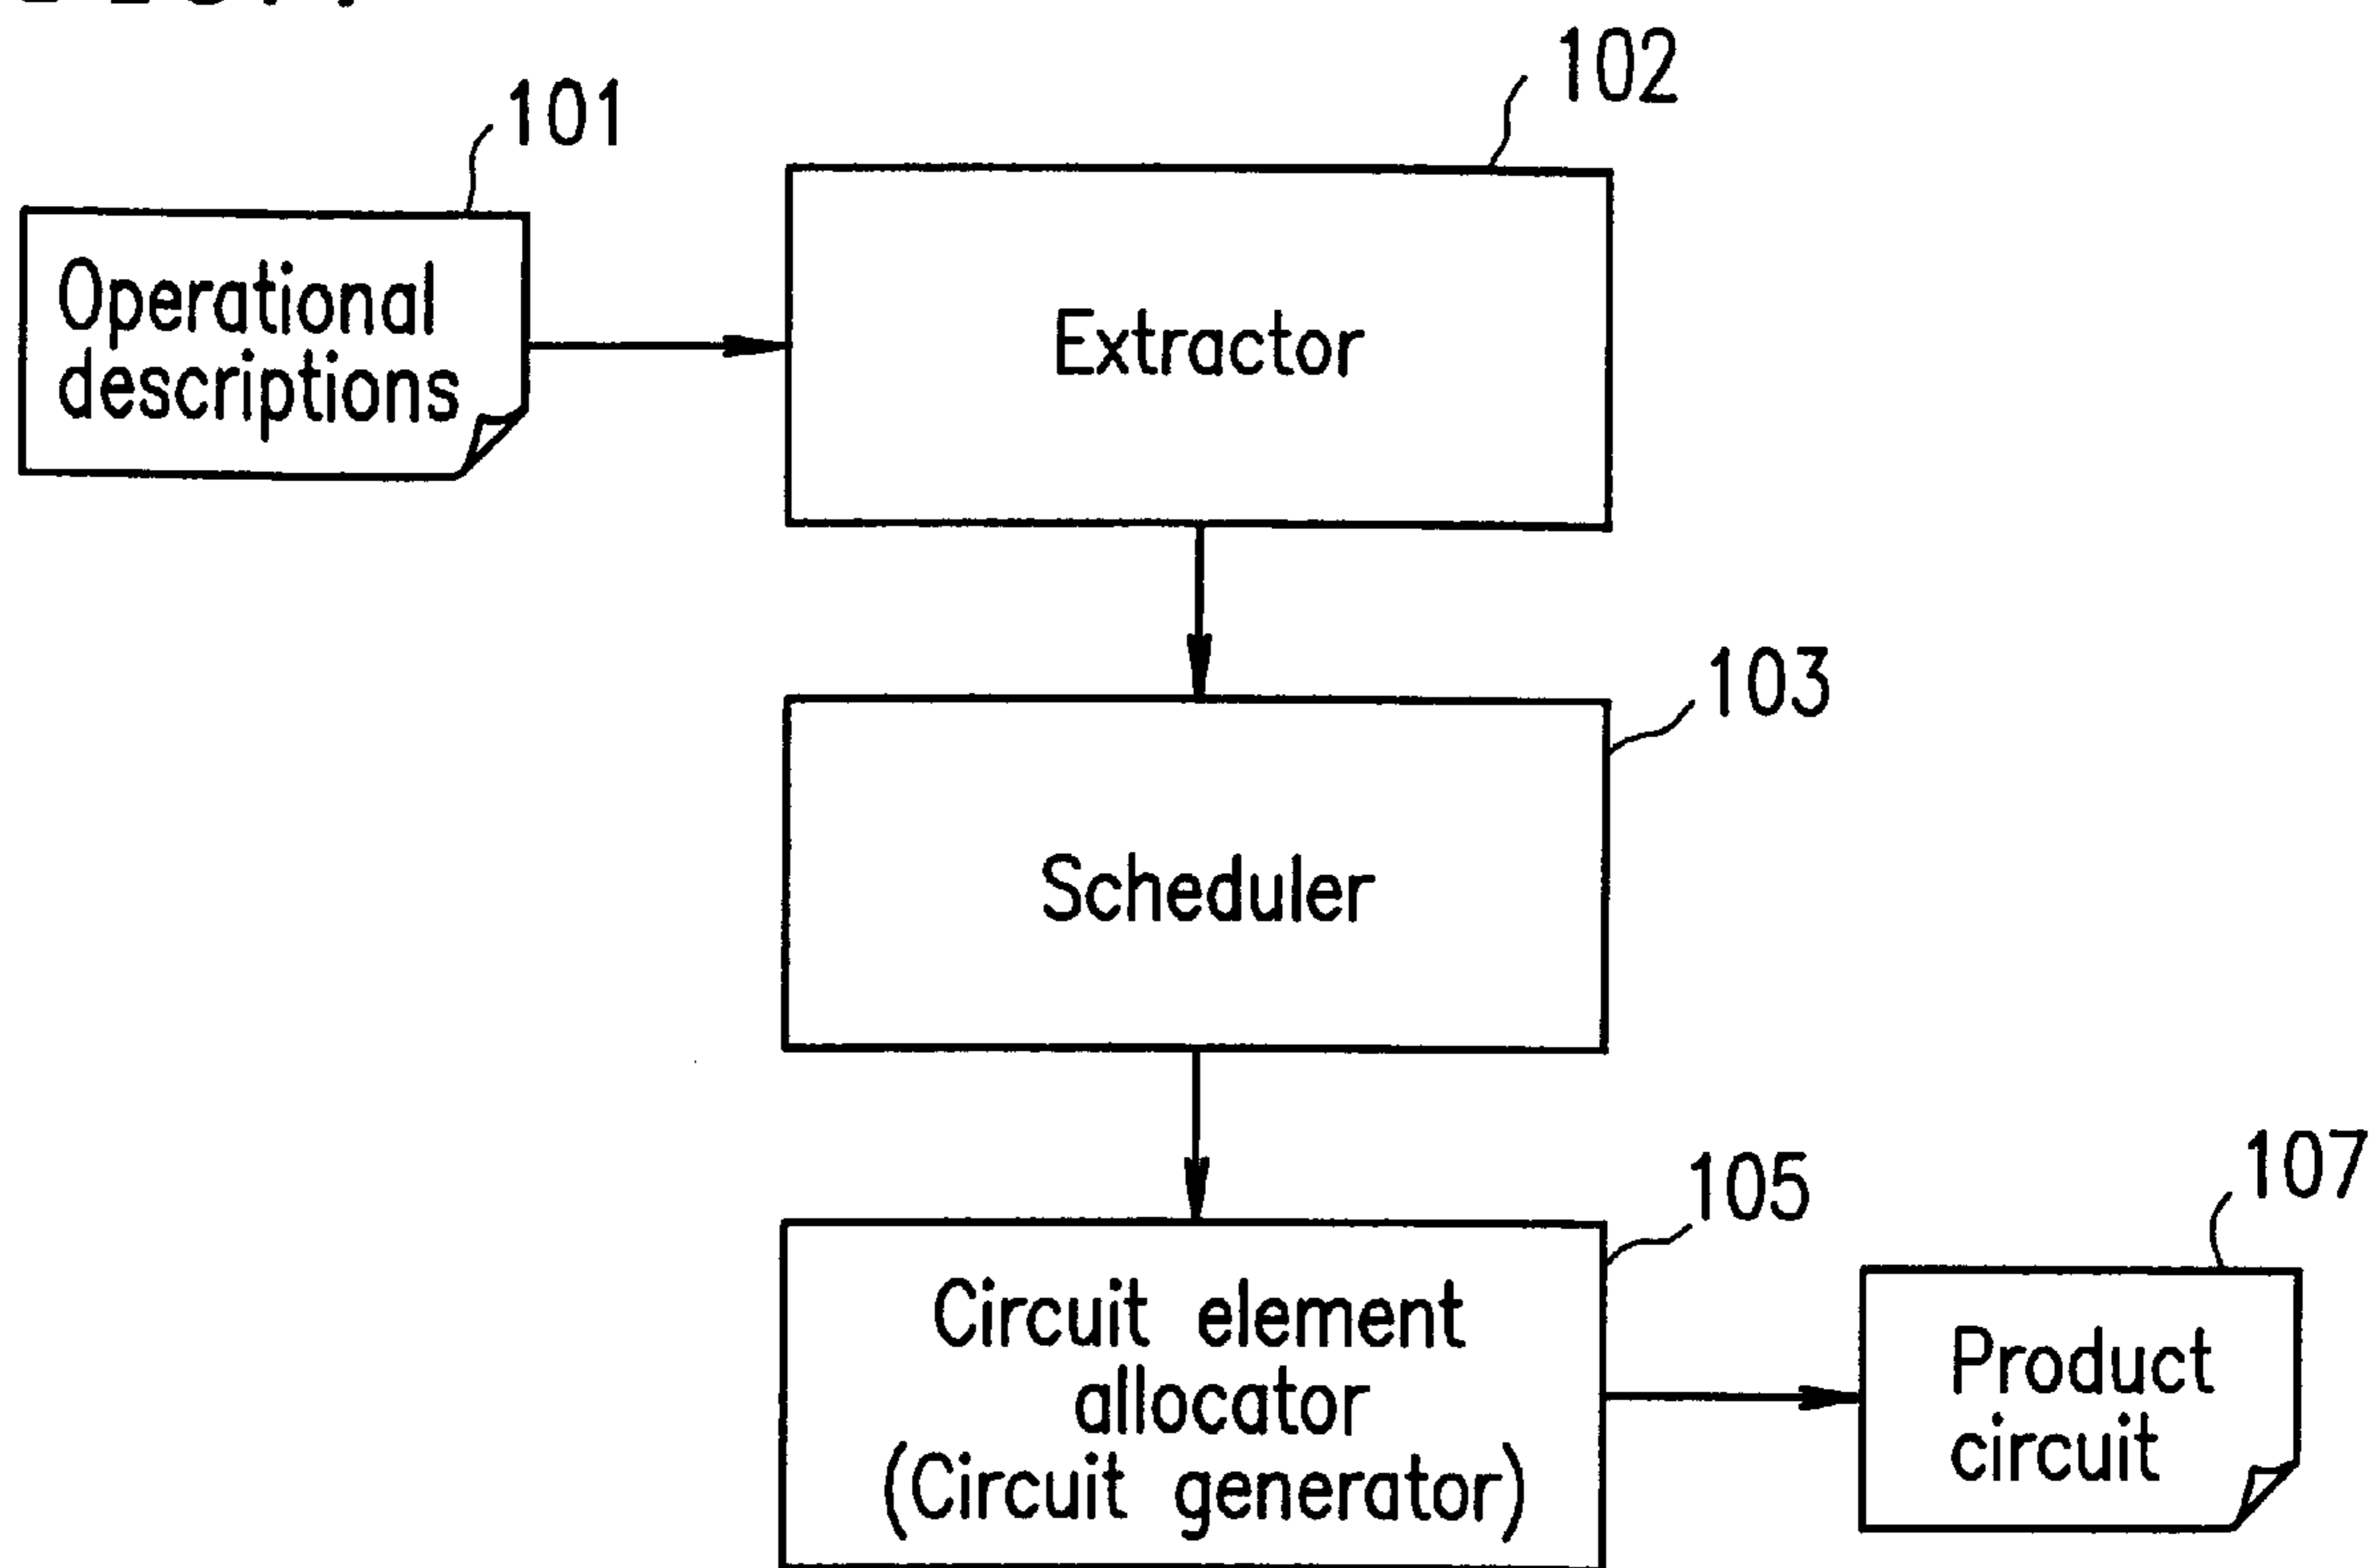 102
101
Operational
descriptions
Extractor
103
Scheduler
105
107
Circuit element
allocator
(Circuit generator)
Product
circuit